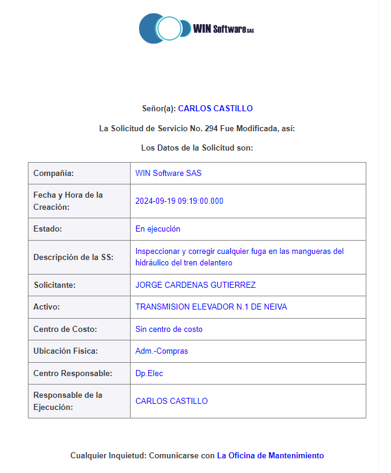 WIN Software SAS
Señor(a): CARLOS CASTILLO
La Solicitud de Servicio No. 294 Fue Modificada, asi:
Los Datos de la Solicitud son:
Compañía: WIN Software SAS
Fecha y Hora de la
Creación: 2024-09-19 09:19:00.000
Estado: En ejecución
Descripción de la SS: Inspeccionar y corregir cualquier fuga en las mangueras del
hidráulico del tren delantero
Solicitante: JORGE CARDENAS GUTIERREZ
Activo: TRANSMISION ELEVADOR N.1 DE NEIVA
Centro de Costo: Sin centro de costo
Ubicación Física: Adm.-Compras
Centro Responsable: Dp.Elec
Responsable de la
Ejecución: CARLOS CASTILLO
Cualquier Inquietud: Comunicarse con La Oficina de Mantenimiento